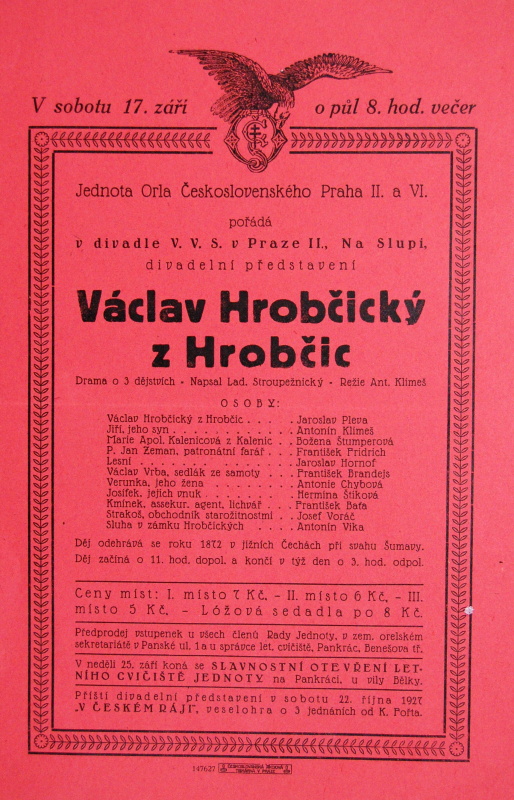 V sobotu 17. září
o půl 8. hod. večer
Jednota Orla Československého Praha II. a VI.
pořádá
v divadle V. V. S. v Praze II., Na Slupi,
divadelní představení
Václav Hrobčický
z Hrobčic
Drama o 3 dějstvích • Napsal Lad. Stroupežnický • Režie Ant. Klimeš
OSOBY:
Václav Hrobčický z Hrobčic . . . . Jaroslav Pleva
Jiří, jeho syn . . . . . . . . . . . Antonín Klimeš
Marie Apol. Kalenicová z Kalenic . . Božena Štumperová
P. Jan Zeman, patronátní farář . . . František Fridrich
Lesní . . . . . . . . . . . . . . Jaroslav Hornof
Václav Vrba, sedlák ze samoty . . . František Brandejs
Verunka, jeho žena . . . . . . . . Antonie Chybová
Josífek, jejich vnuk . . . . . . . . Hermina Štiková
Kmínek, assekur. agent, lichvář . . . František Baťa
Strakoš, obchodník starožitnostmi . . Josef Voráč
Sluha v zámku Hrobčických . . . . Antonín Vika
Děj odehrává se roku 1872 v jižních Čechách při svahu Šumavy.
Děj začíná o 11. hod. dopol. a končí v týž den o 3. hod. odpol.
Ceny míst: I. místo 7 Kč, - II. místo 6 Kč, - III.
místo 5 Kč, - Lóžová sedadla po 8 Kč.
Předprodej vstupenek u všech členů Rady Jednoty, v zem. orelském
sekretariátě v Panské ul. 1 a u správce let. cvičiště, Pankrác, Benešova tř.
V neděli 25. září koná se SLAVNOSTNÍ OTEVŘENÍ LET-
NÍHO CVIČIŠTĚ JEDNOTY na Pankráci, u vily Bělky.
Příští divadelní představení v sobotu 22. října 1927
„V ČESKÉM RÁJI", veselohra o 3 jednáních od K. Fořta.
147627